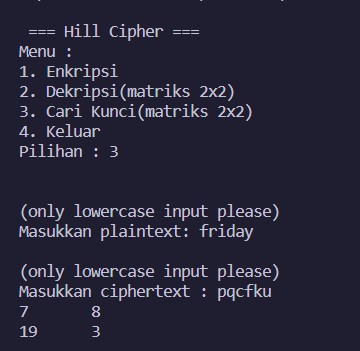 === Hill Cipher ===
Menu :
1. Enkripsi
2. Dekripsi(matriks 2x2)
3. Cari Kunci(matriks 2x2)
4. Keluar
Pilihan : 3
(only lowercase input please)
Masukkan plaintext: friday
(only lowercase input please)
Masukkan ciphertext : pqcfku
7 8
19 3